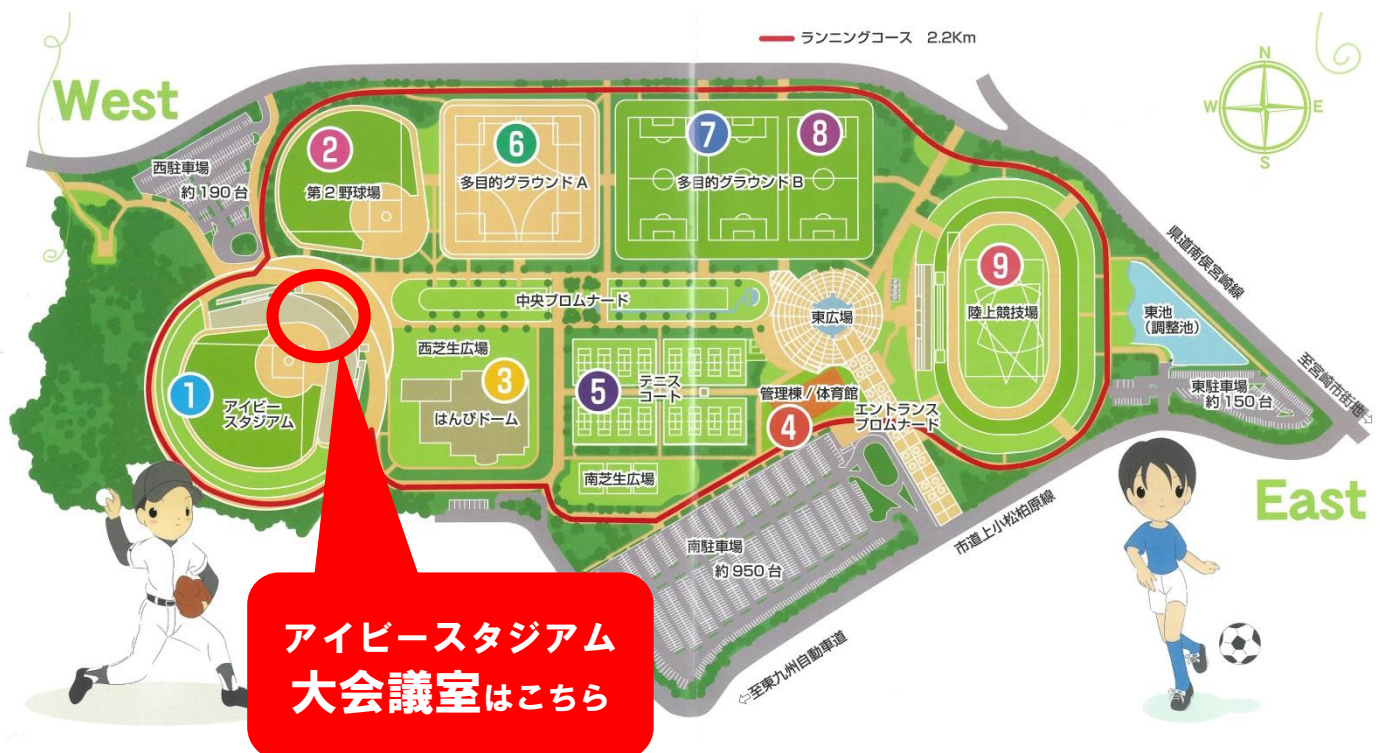 ランニングコース 2.2Km
West
N
W
E
S
西駐車場
約190台
2
第2野球場
6
多目的グラウンドA
7
8
多目的グラウンドB
県道南俣宮崎線
9
陸上競技場
東池
（調整池）
至宮崎市街地
中央プロムナード
東広場
西芝生広場
3
はんぴドーム
5
テニス
コート
管理棟/体育館
4
エントランス
プロムナード
東駐車場
約150台
1
アイビー
スタジアム
南芝生広場
南駐車場
約950台
市道上小松柏原線
至東九州自動車道
East
アイビースタジアム
大会議室はこちら